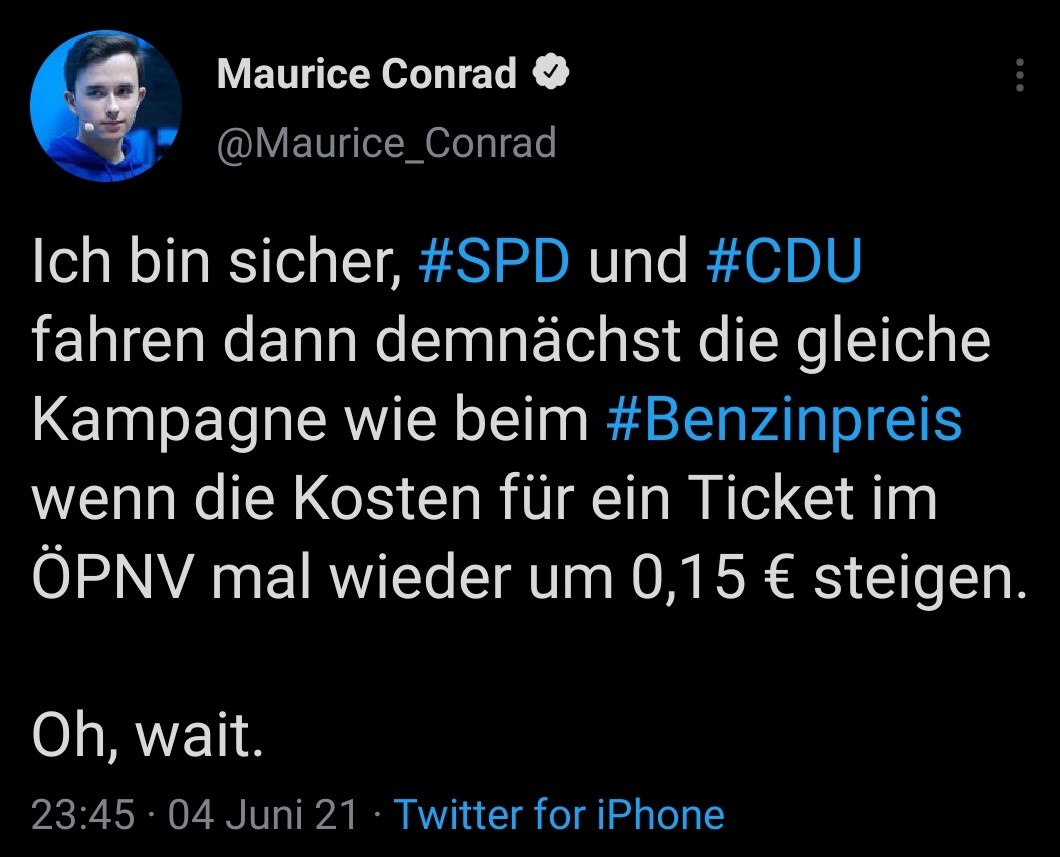 Maurice Conrad
@Maurice_Conrad
Ich bin sicher, #SPD und #CDU
fahren dann demnächst die gleiche
Kampagne wie beim #Benzinpreis
wenn die Kosten für ein Ticket im
ÖPNV mal wieder um 0,15 € steigen.
Oh, wait.
23:45 · 04 Juni 21 · Twitter for iPhone